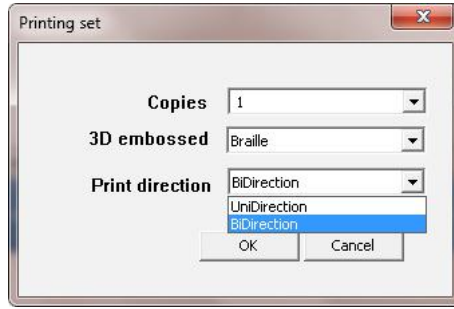 Printing set
Copies 1
3D embossed Braille
Print direction BiDirection
UniDirection
BiDirection
OK Cancel